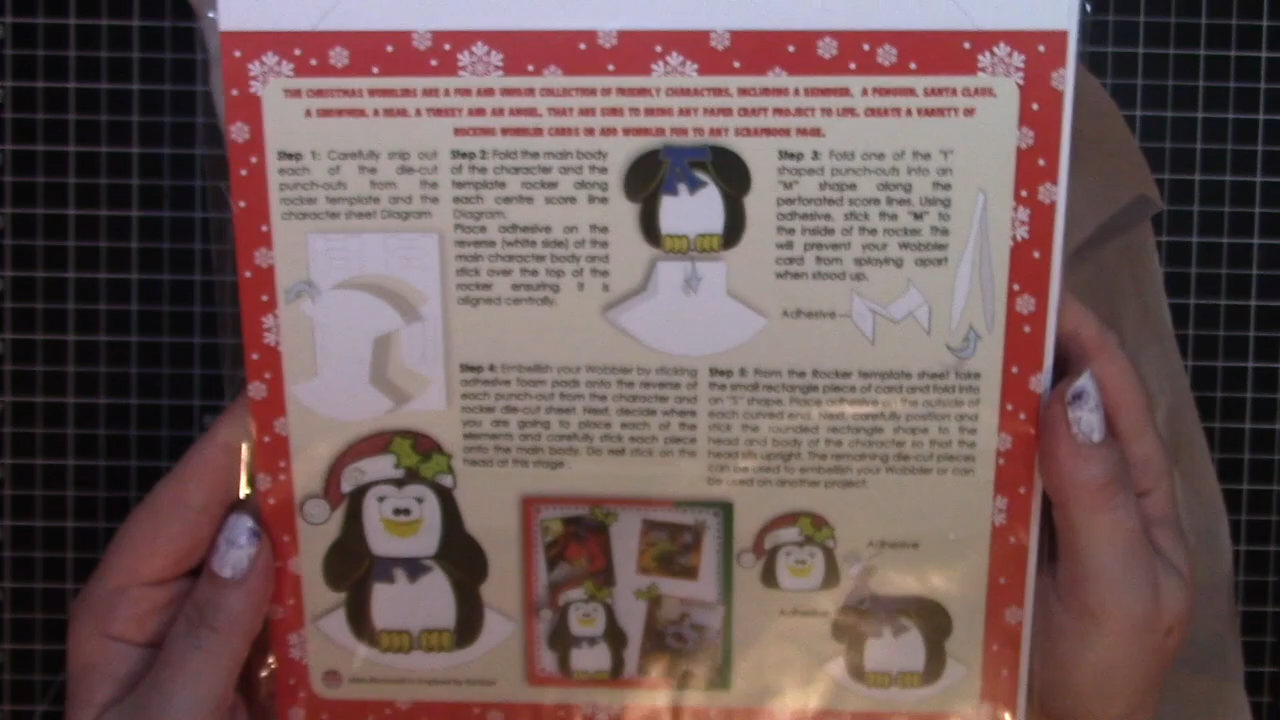 THE CHRISTMAS WOBBLERS ARE A FUN AND UNIQUE COLLECTION OF FRIENDLY CHARACTERS, INCLUDING A REINDEER, A PENGUIN, SANTA CLAUS,
A SNOWMAN, A BEAR, A TURKEY AND AN ANGEL, THAT ARE SURE TO BRING ANY PAPER CRAFT PROJECT TO LIFE. CREATE A VARIETY OF
ROCKING WOBBLER CARDS OR ADD WOBBLER FUN TO ANY SCRAPBOOK PAGE.
Step 1: Carefully snip out
each of the die-cut
punch-outs from the
rocker template and the
character sheet Diagram
Step 2: Fold the main body
of the character and the
template rocker along
each centre score line
Diagram.
Place adhesive on the
reverse (white side) of the
main character body and
stick over the top of the
rocker ensuring it is
aligned centrally.
Step 3: Fold one of the "I"
shaped punch-outs into an
"M" shape along the
perforated score lines. Using
adhesive, stick the "M" to
the inside of the rocker. This
will prevent your Wobbler
card from splaying apart
when stood up.
Adhesive
Step 4: Embellish your Wobbler by sticking
adhesive foam pads onto the reverse of
each punch-out from the character and
rocker die-cut sheet. Next, decide where
you are going to place each of the
elements and carefully stick each piece
onto the main body. Do not stick on the
head at this stage.
Step 5: From the Rocker template sheet take
the small rectangle piece of card and fold into
an "S" shape. Place adhesive on the outside of
each curved end. Next, carefully position and
stick the rounded rectangle shape to the
head and body of the character so that the
head sits upright. The remaining die-cut pieces
can be used to embellish your Wobbler or can
be used on another project.
Adhesive
Adhesive